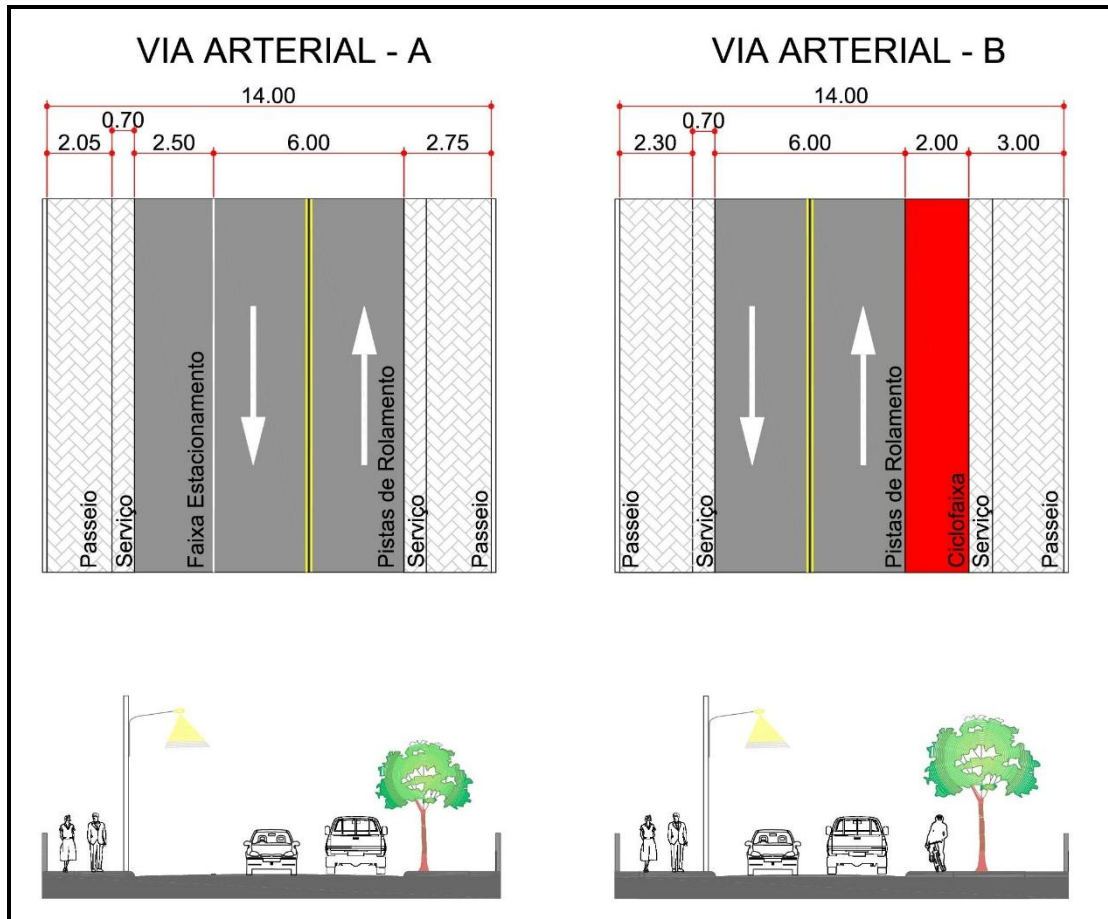 VIA ARTERIAL - A
14.00
0.70
2.05
2.50
6.00
2.75
Passeio
Serviço
Faixa Estacionamento
Pistas de Rolamento
Serviço
Passeio
VIA ARTERIAL - B
14.00
0.70
2.30
6.00
2.00
3.00
Passeio
Serviço
Pistas de Rolamento
Ciclofaixa
Serviço
Passeio